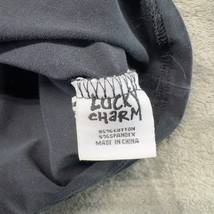 LUCKY
CHARM
95%COTTON
5%SPANDEX
MADE IN CHINA